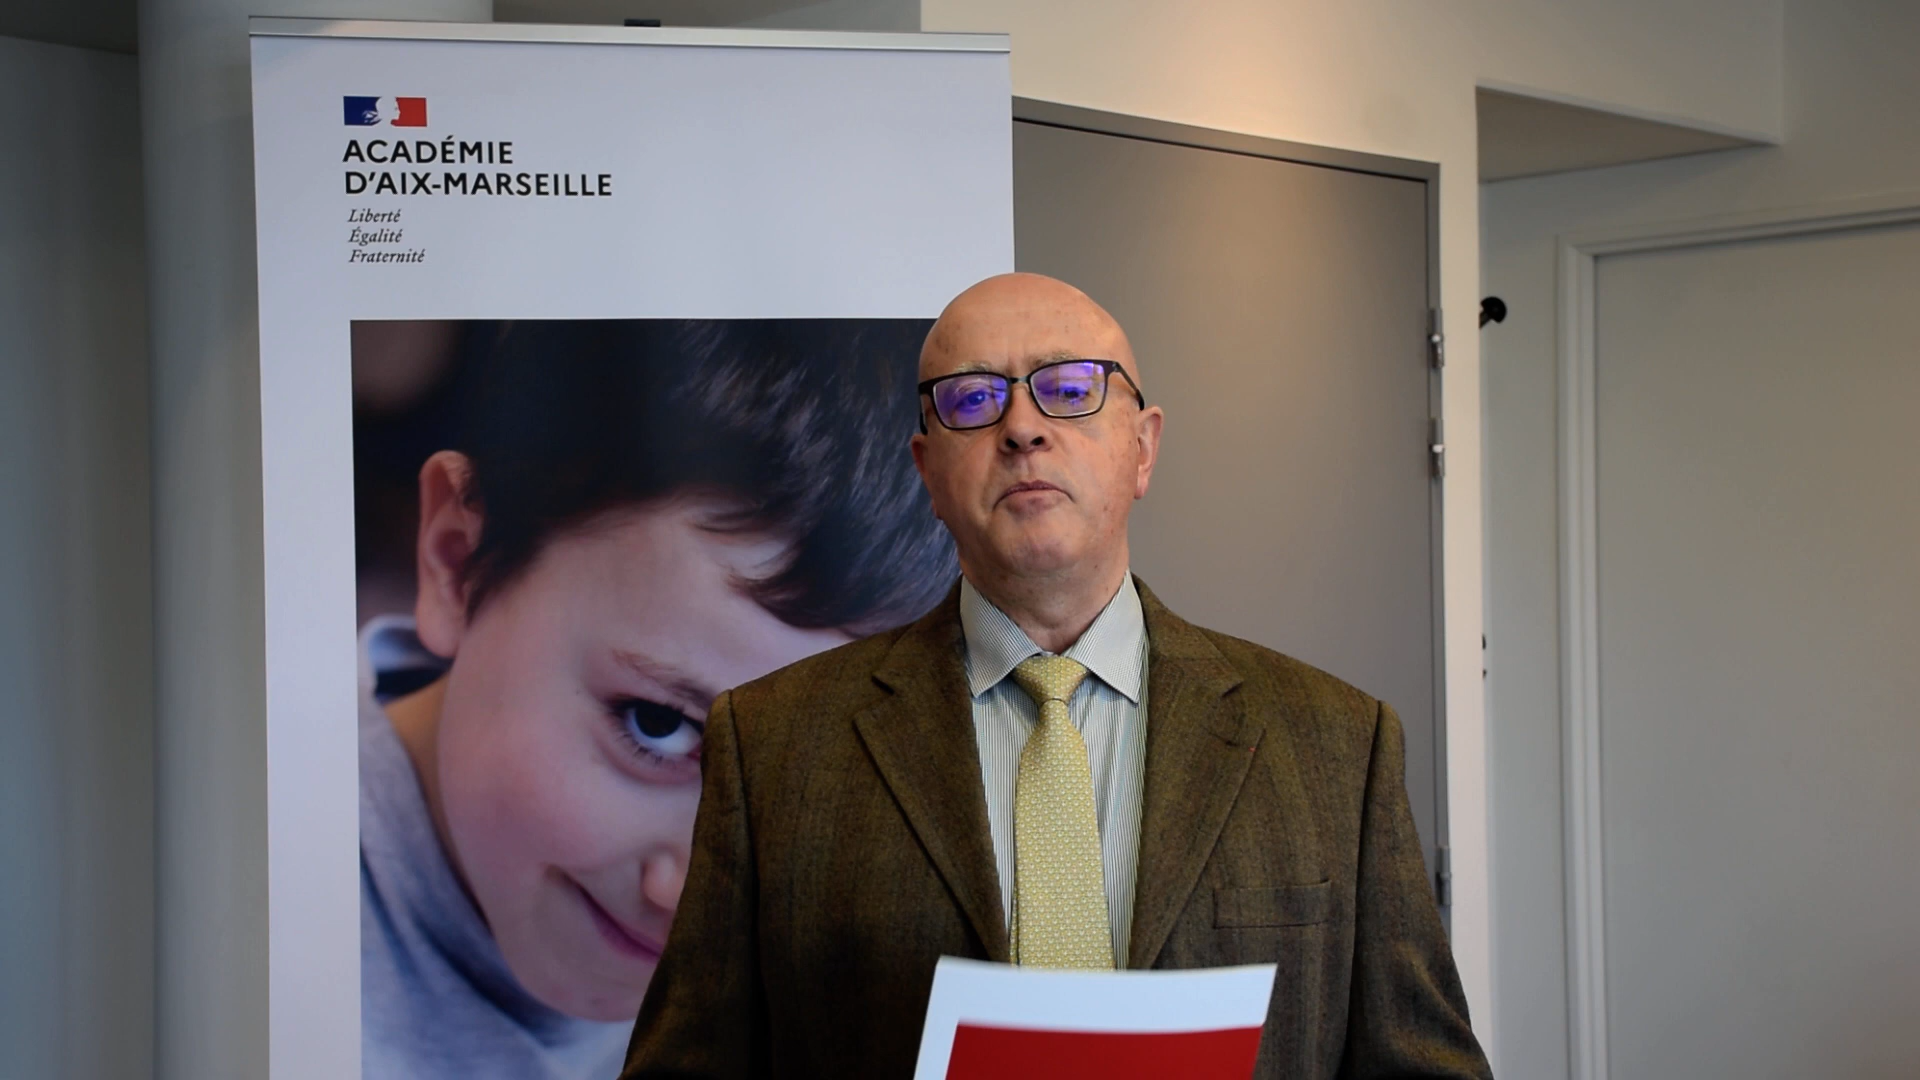 ACADÉMIE
D'AIX-MARSEILLE
Liberté
Égalité
Fraternité